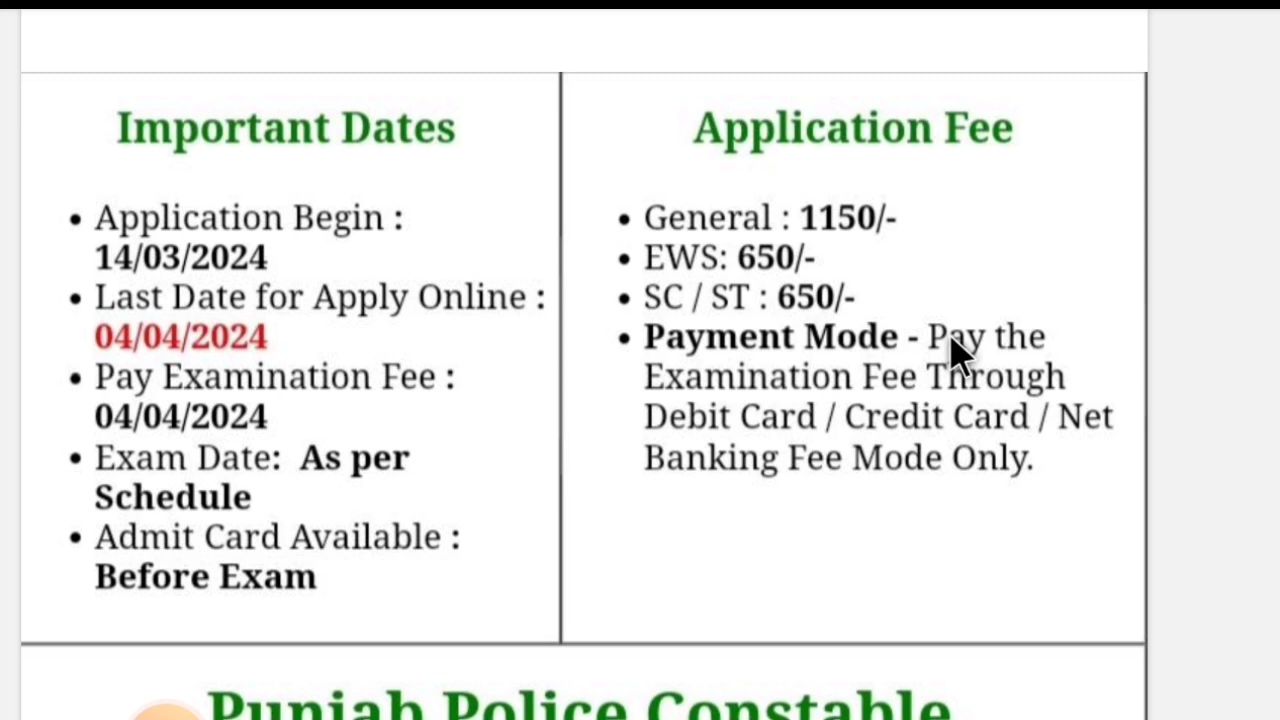 Important Dates
Application Begin :
14/03/2024
Last Date for Apply Online :
04/04/2024
Pay Examination Fee :
04/04/2024
Exam Date:  As per
Schedule
Admit Card Available :
Before Exam
Application Fee
General : 1150/-
EWS: 650/-
SC / ST : 650/-
Payment Mode - Pay the
Examination Fee Through
Debit Card / Credit Card / Net
Banking Fee Mode Only.
Punjab Police Constable